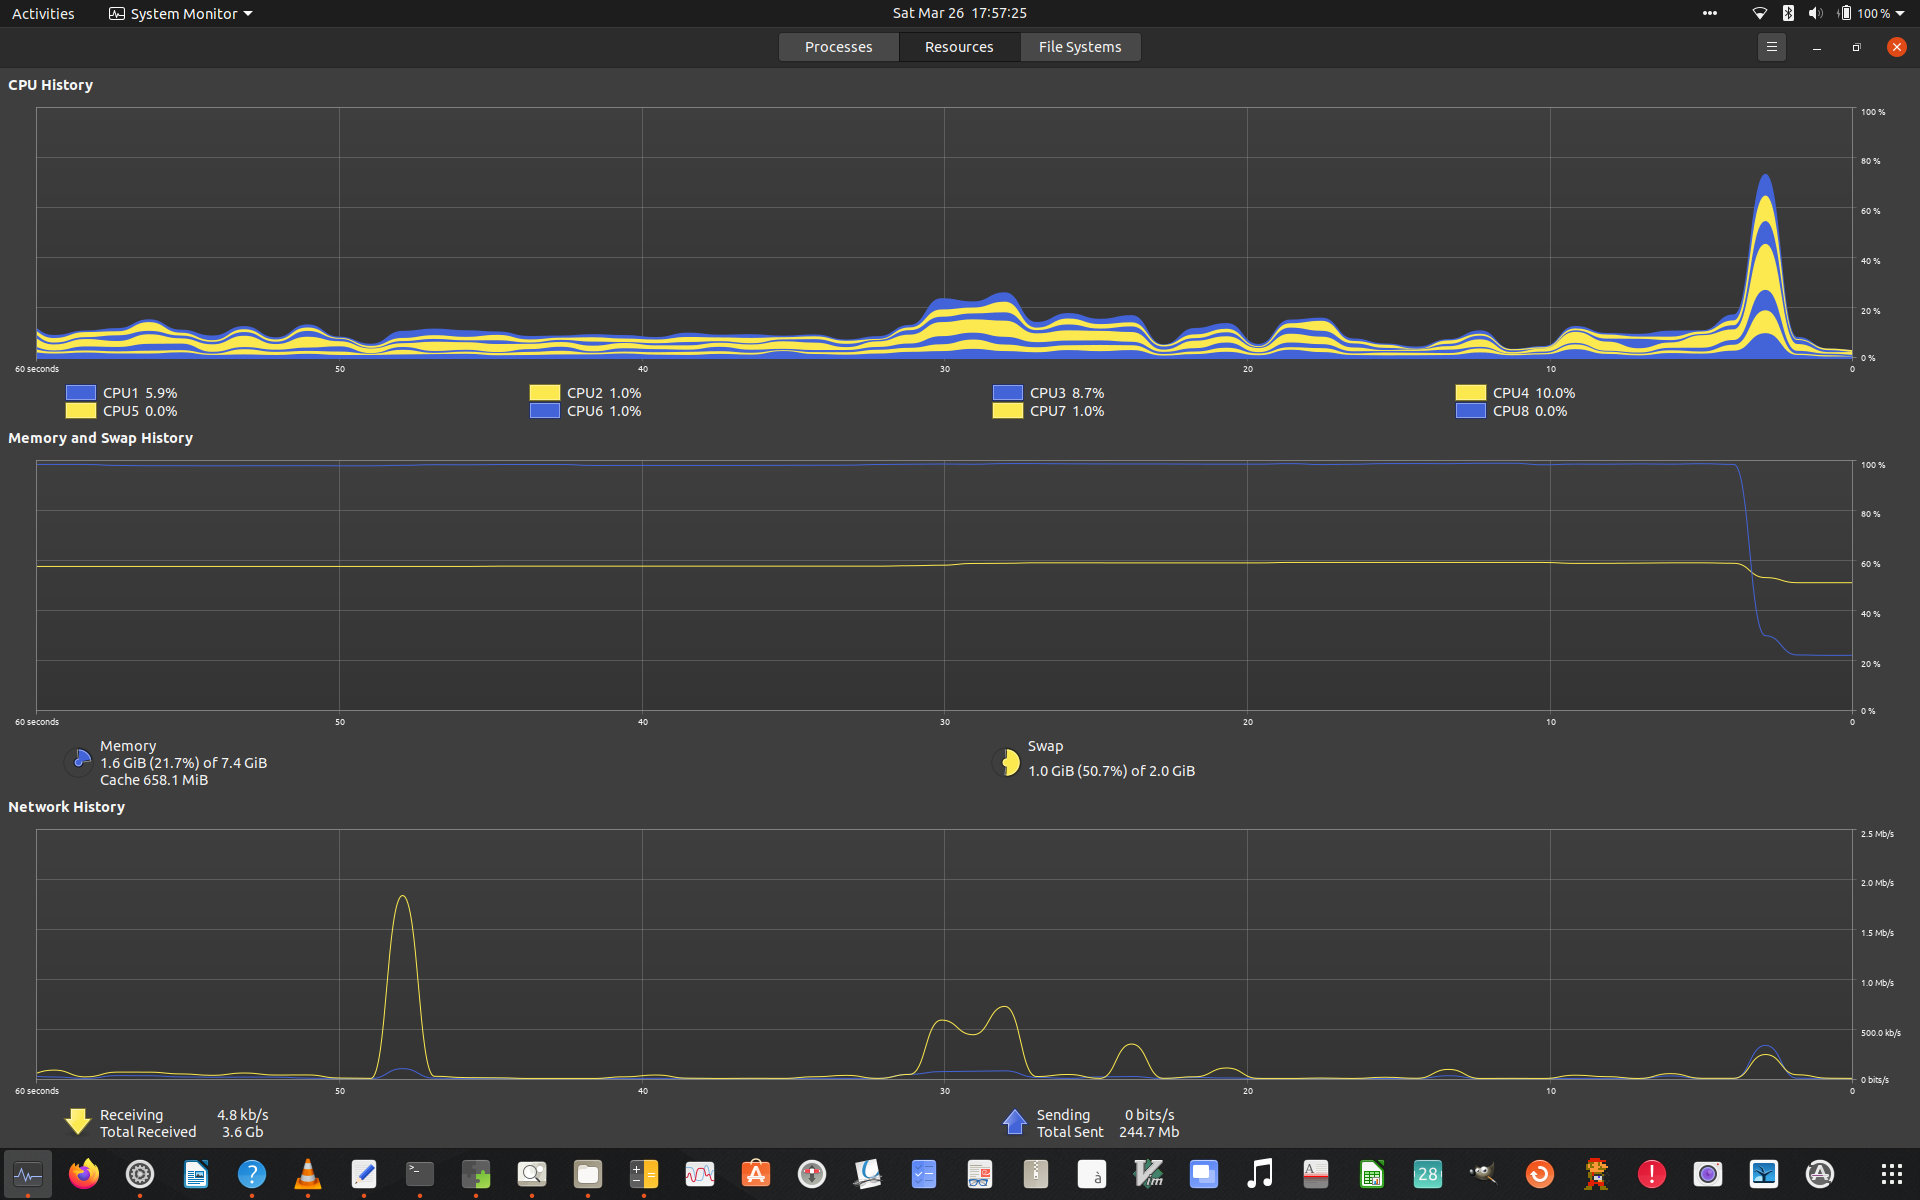 Activities System Monitor Sat Mar 26 17:57:25 100 %
Processes Resources File Systems
CPU History
100 %
80 %
60 %
40 %
20 %
0 %
60 seconds 50 40 30 20 10 0
CPU1 5.9% CPU2 1.0% CPU3 8.7% CPU4 10.0%
CPU5 0.0% CPU6 1.0% CPU7 1.0% CPU8 0.0%
Memory and Swap History
100 %
80 %
60 %
40 %
20 %
0 %
60 seconds 50 40 30 20 10 0
Memory
1.6 GiB (21.7%) of 7.4 GiB
Cache 658.1 MiB
Swap
1.0 GiB (50.7%) of 2.0 GiB
Network History
2.5 Mb/s
2.0 Mb/s
1.5 Mb/s
1.0 Mb/s
500.0 kb/s
0 bits/s
60 seconds 50 40 30 20 10 0
Receiving 4.8 kb/s Sending 0 bits/s
Total Received 3.6 Gb Total Sent 244.7 Mb
? >_ à Vim A 28 !